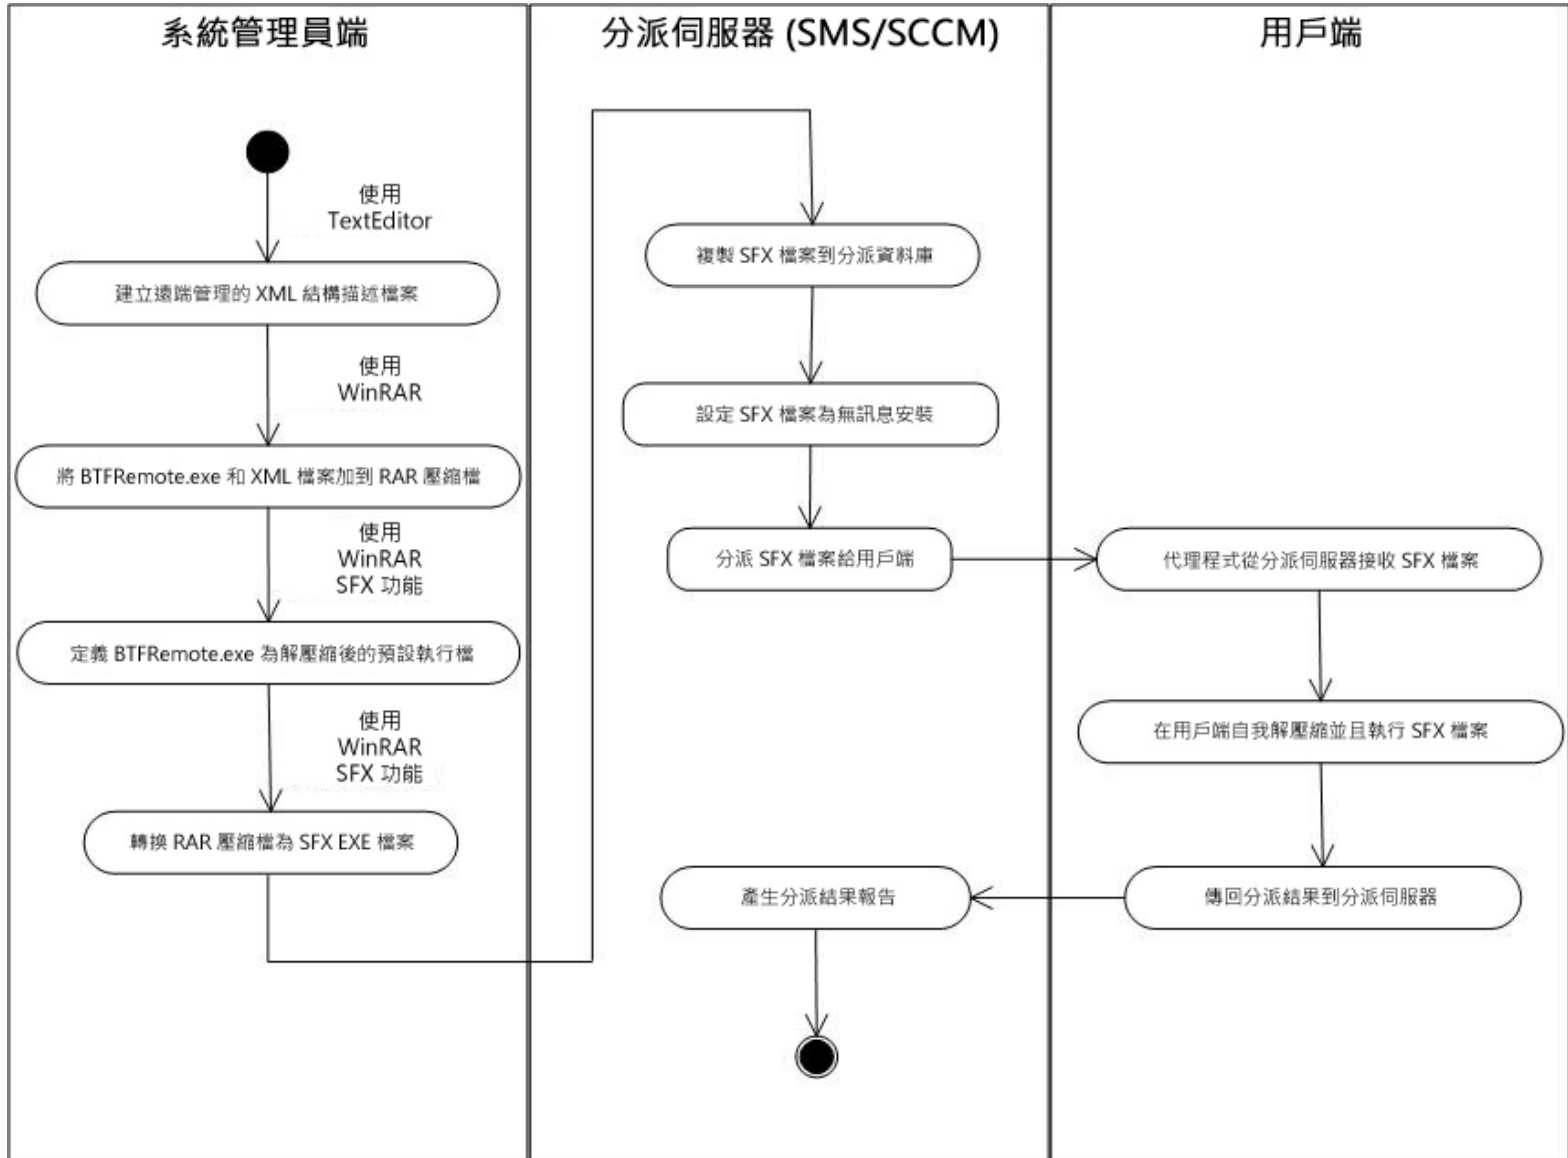 系統管理員端
使用
TextEditor
建立遠端管理的 XML 結構描述檔案
使用
WinRAR
將 BTFRemote.exe 和 XML 檔案加到 RAR 壓縮檔
使用
WinRAR
SFX 功能
定義 BTFRemote.exe 為解壓縮後的預設執行檔
使用
WinRAR
SFX 功能
轉換 RAR 壓縮檔為 SFX EXE 檔案
分派伺服器 (SMS/SCCM)
複製 SFX 檔案到分派資料庫
設定 SFX 檔案為無訊息安裝
分派 SFX 檔案給用戶端
產生分派結果報告
用戶端
代理程式從分派伺服器接收 SFX 檔案
在用戶端自我解壓縮並且執行 SFX 檔案
傳回分派結果到分派伺服器